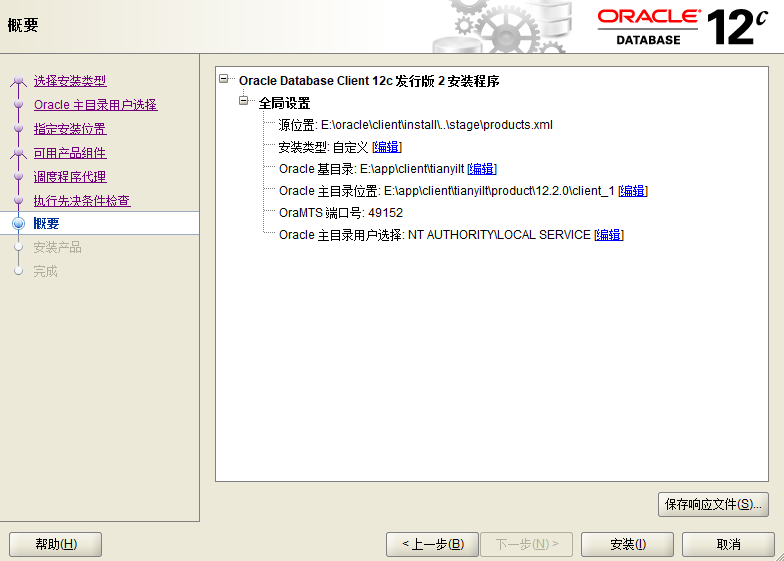 概要
ORACLE®
DATABASE
12c
选择安装类型
Oracle 主目录用户选择
指定安装位置
可用产品组件
调度程序代理
执行先决条件检查
概要
安装产品
完成
Oracle Database Client 12c 发行版 2 安装程序
全局设置
源位置: E:\oracle\client\install\..\stage\products.xml
安装类型: 自定义 [编辑]
Oracle 基目录: E:\app\client\tianyilt [编辑]
Oracle 主目录位置: E:\app\client\tianyilt\product\12.2.0\client_1 [编辑]
OraMTS 端口号: 49152
Oracle 主目录用户选择: NT AUTHORITY\LOCAL SERVICE [编辑]
保存响应文件(S)...
帮助(H)
< 上一步(B)
下一步(N) >
安装(I)
取消